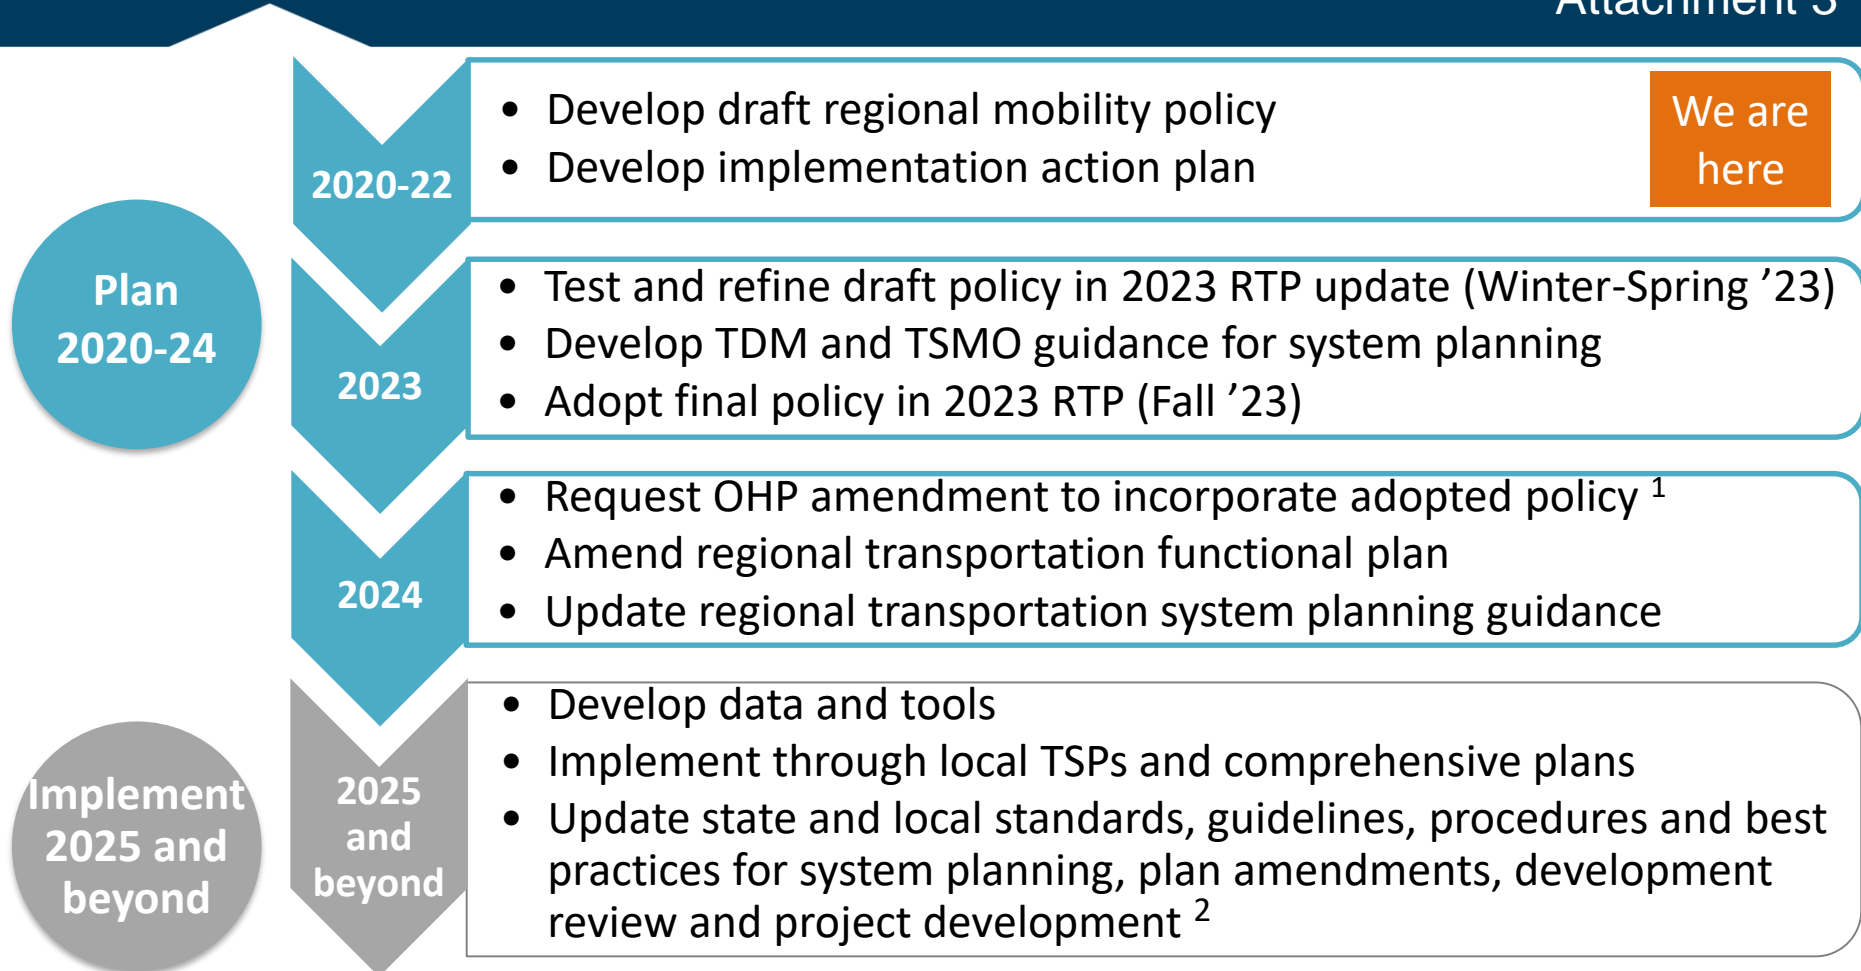 Attachment 3
Plan
2020-24
2020-22
• Develop draft regional mobility policy
• Develop implementation action plan
We are
here
2023
• Test and refine draft policy in 2023 RTP update (Winter-Spring ’23)
• Develop TDM and TSMO guidance for system planning
• Adopt final policy in 2023 RTP (Fall ’23)
2024
• Request OHP amendment to incorporate adopted policy 1
• Amend regional transportation functional plan
• Update regional transportation system planning guidance
Implement
2025 and
beyond
2025
and
beyond
• Develop data and tools
• Implement through local TSPs and comprehensive plans
• Update state and local standards, guidelines, procedures and best
practices for system planning, plan amendments, development
review and project development 2